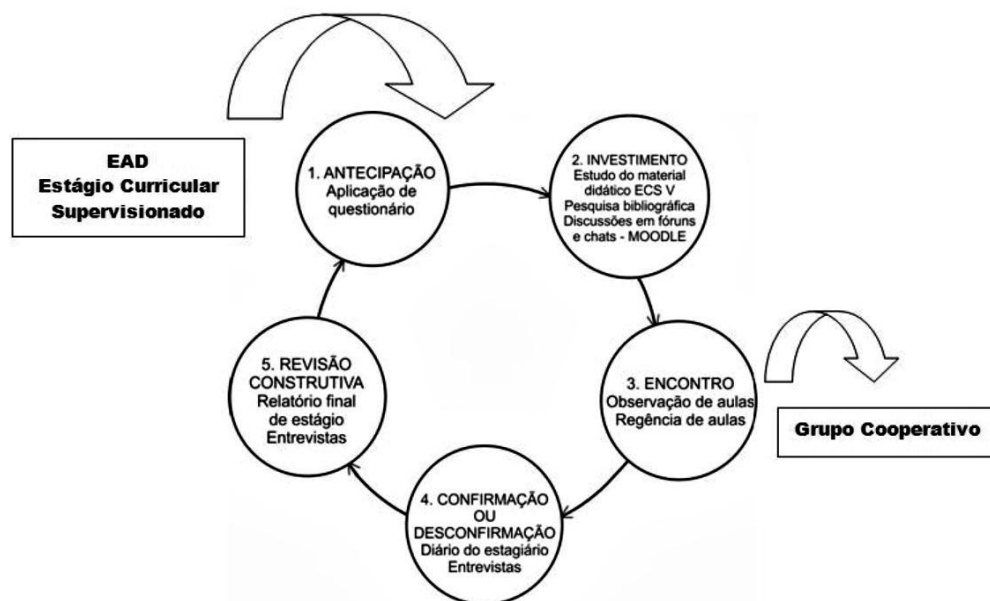 EAD
Estágio Curricular
Supervisionado
1. ANTECIPAÇÃO
Aplicação de
questionário
2. INVESTIMENTO
Estudo do material
didático ECS V
Pesquisa bibliográfica
Discussões em fóruns
e chats - MOODLE
3. ENCONTRO
Observação de aulas
Regência de aulas
Grupo Cooperativo
4. CONFIRMAÇÃO
OU
DESCONFIRMAÇÃO
Diário do estagiário
Entrevistas
5. REVISÃO
CONSTRUTIVA
Relatório final
de estágio
Entrevistas